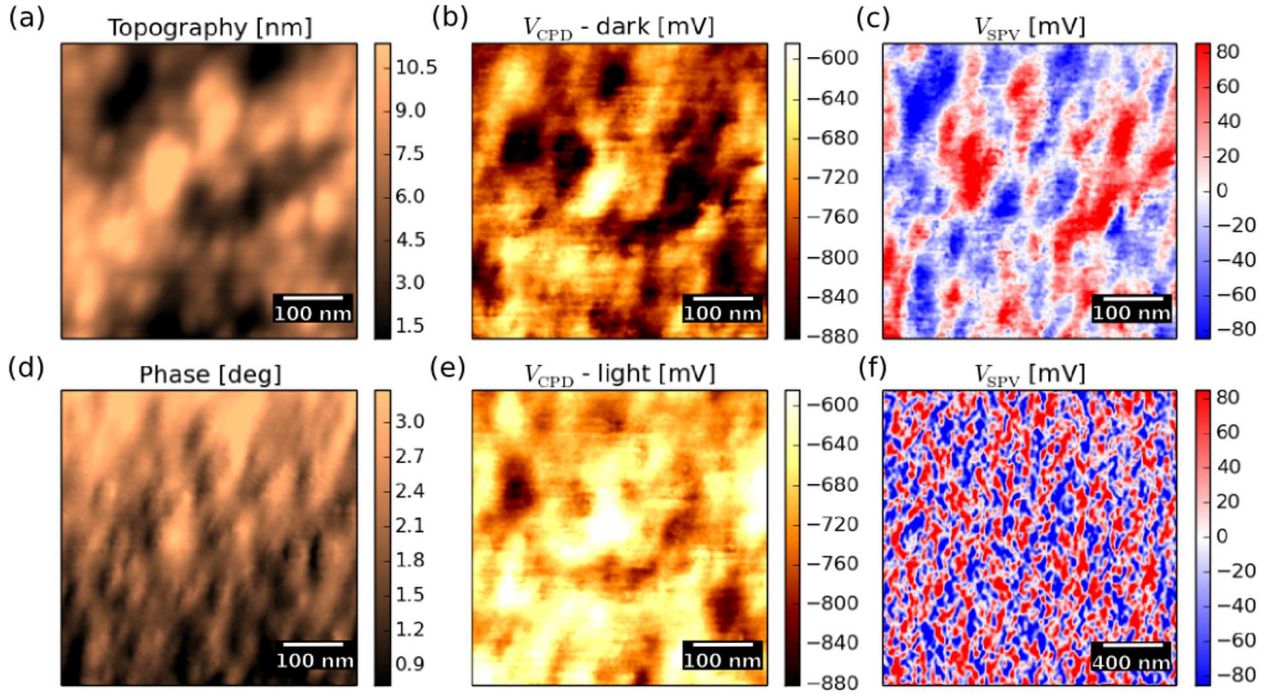 (a)
Topography [nm]
10.5
9.0
7.5
6.0
4.5
3.0
1.5
100 nm
(b)
VCPD - dark [mV]
−600
−640
−680
−720
−760
−800
−840
−880
100 nm
(c)
VSPV [mV]
80
60
40
20
0
−20
−40
−60
−80
100 nm
(d)
Phase [deg]
3.0
2.7
2.4
2.1
1.8
1.5
1.2
0.9
100 nm
(e)
VCPD - light [mV]
−600
−640
−680
−720
−760
−800
−840
−880
100 nm
(f)
VSPV [mV]
80
60
40
20
0
−20
−40
−60
−80
400 nm